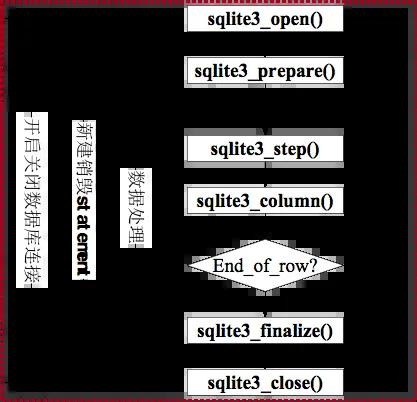 sqlite3_open()
sqlite3_prepare()
sqlite3_step()
sqlite3_column()
End_of_row?
sqlite3_finalize()
sqlite3_close()
开启关闭数据库连接
新建销毁statement
数据处理